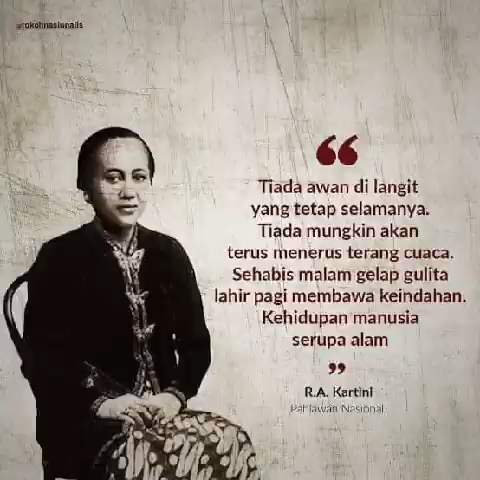 @tokohnasionalis
Tiada awan di langit
yang tetap selamanya.
Tiada mungkin akan
terus menerus terang cuaca.
Sehabis malam gelap gulita
lahir pagi membawa keindahan.
Kehidupan manusia
serupa alam
R.A. Kartini
Pahlawan Nasional